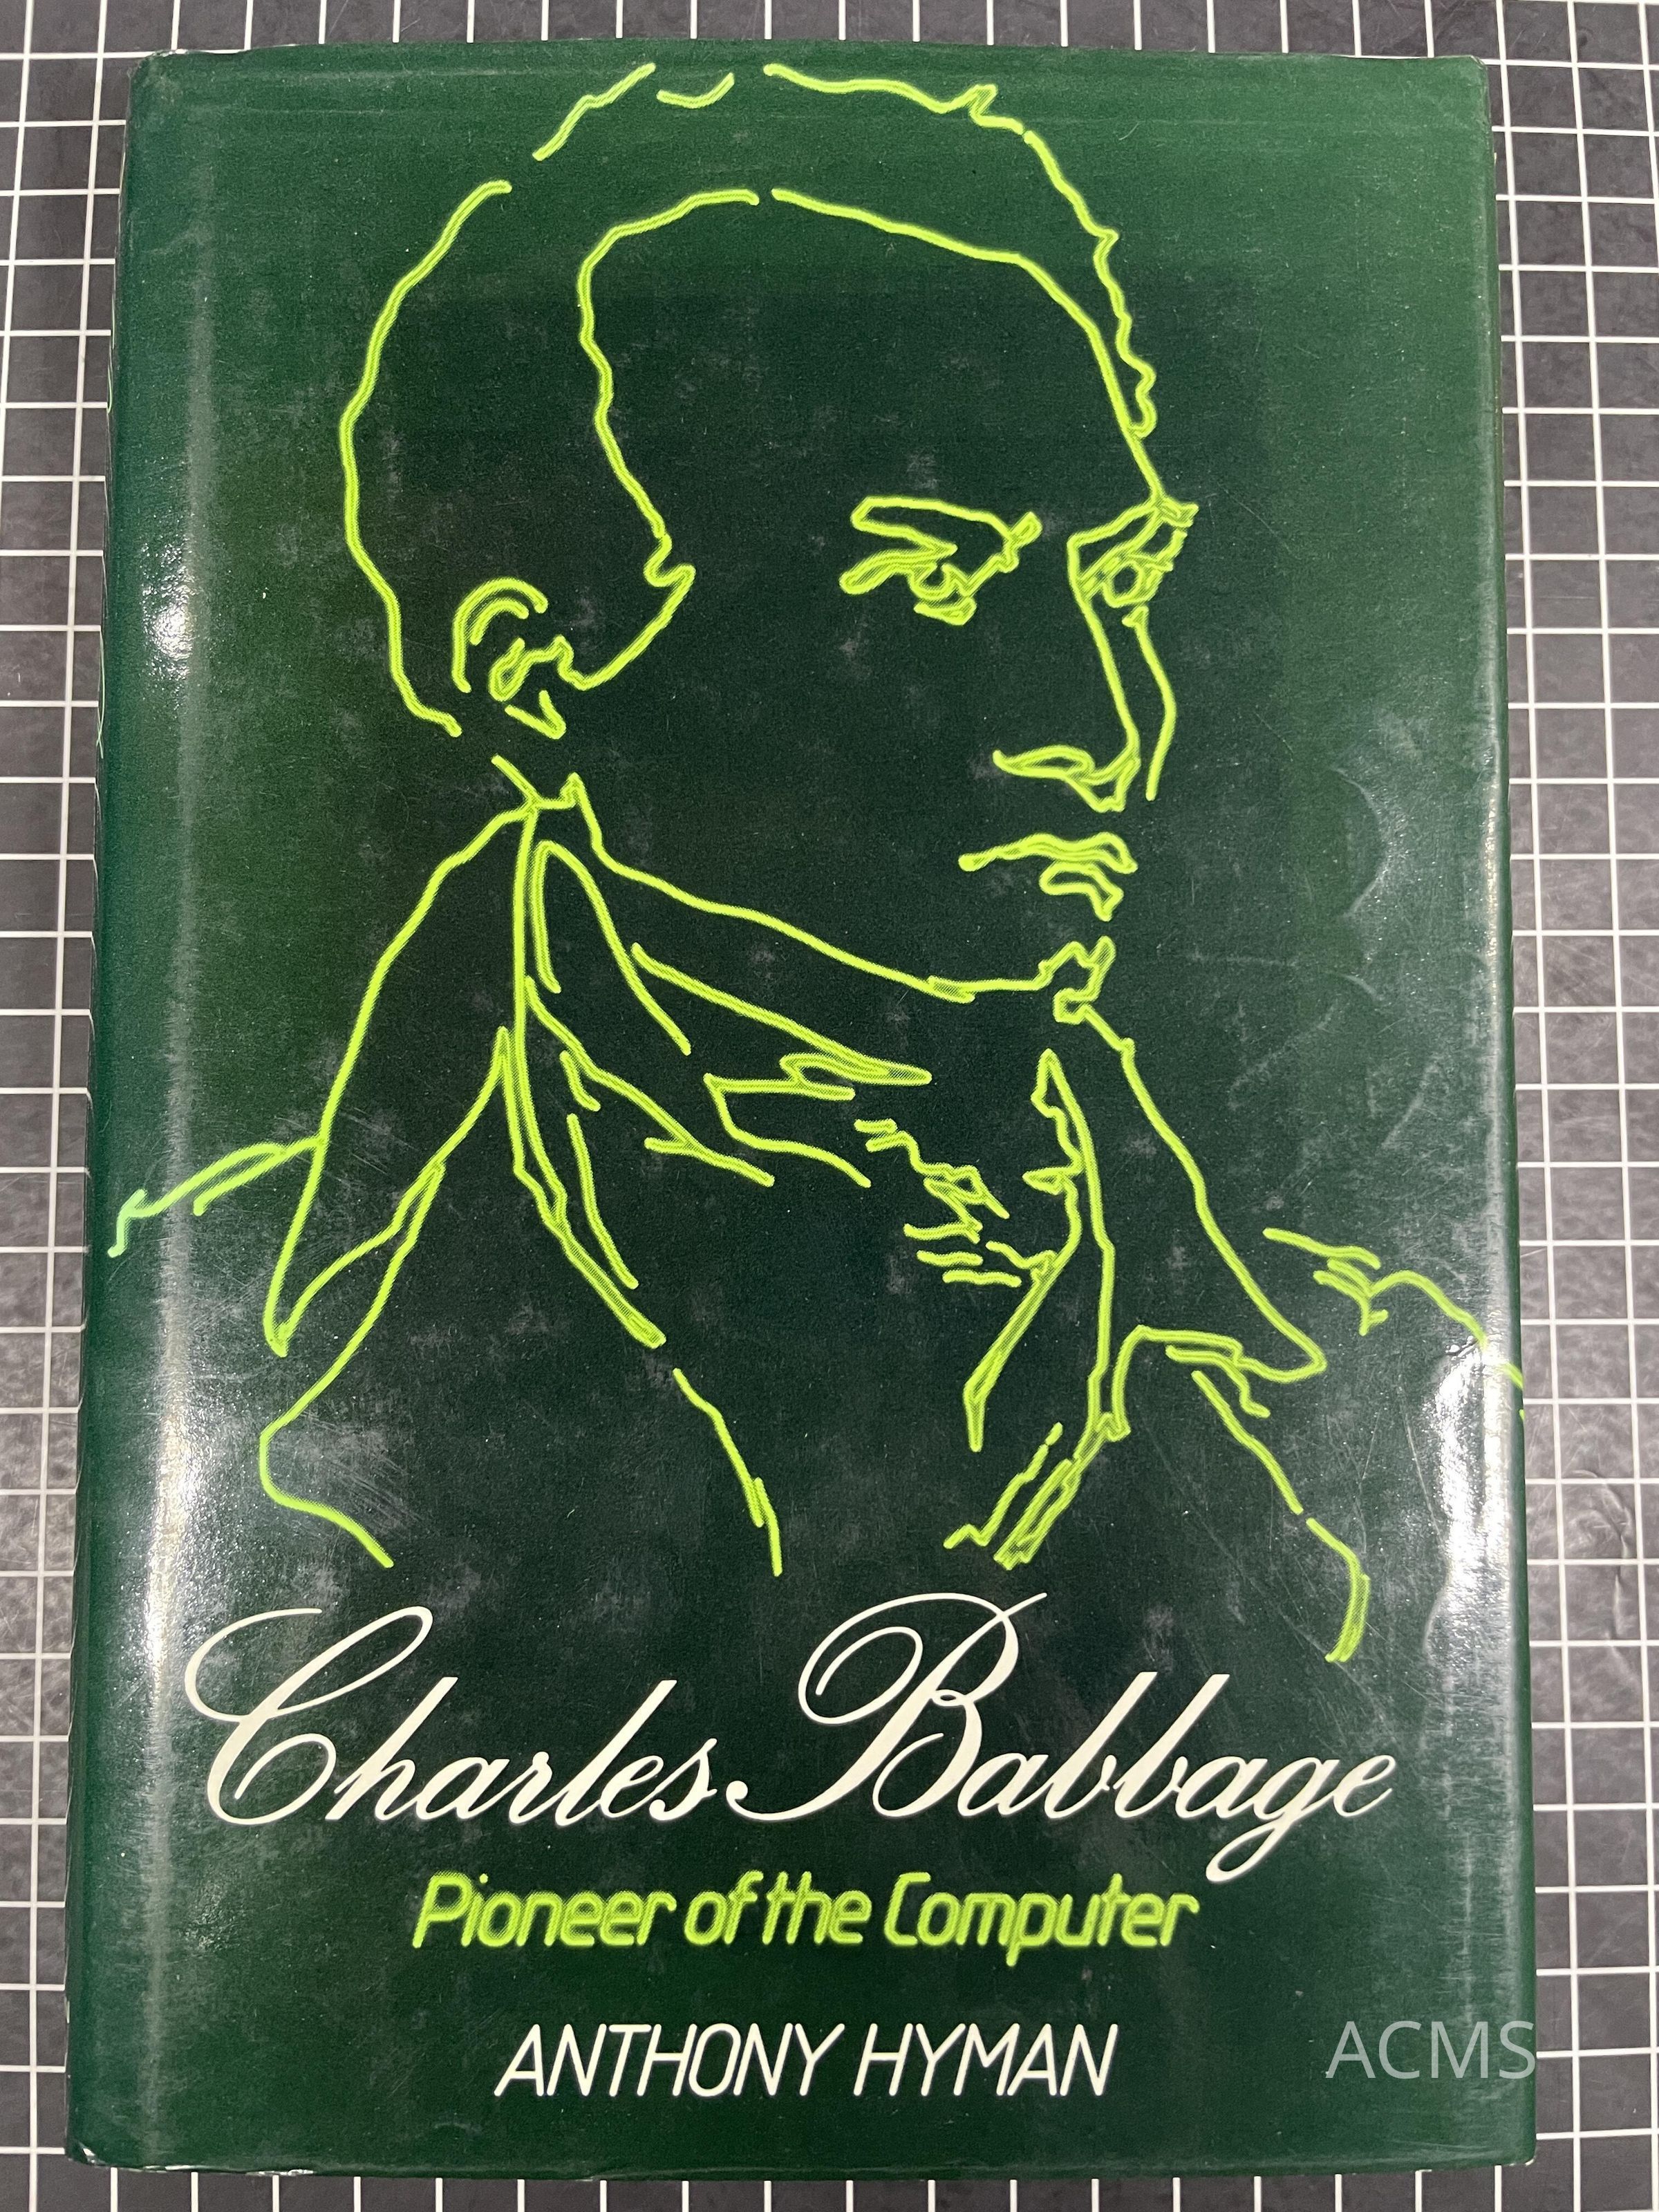 Charles Babbage
Pioneer of the Computer
ANTHONY HYMAN
ACMS